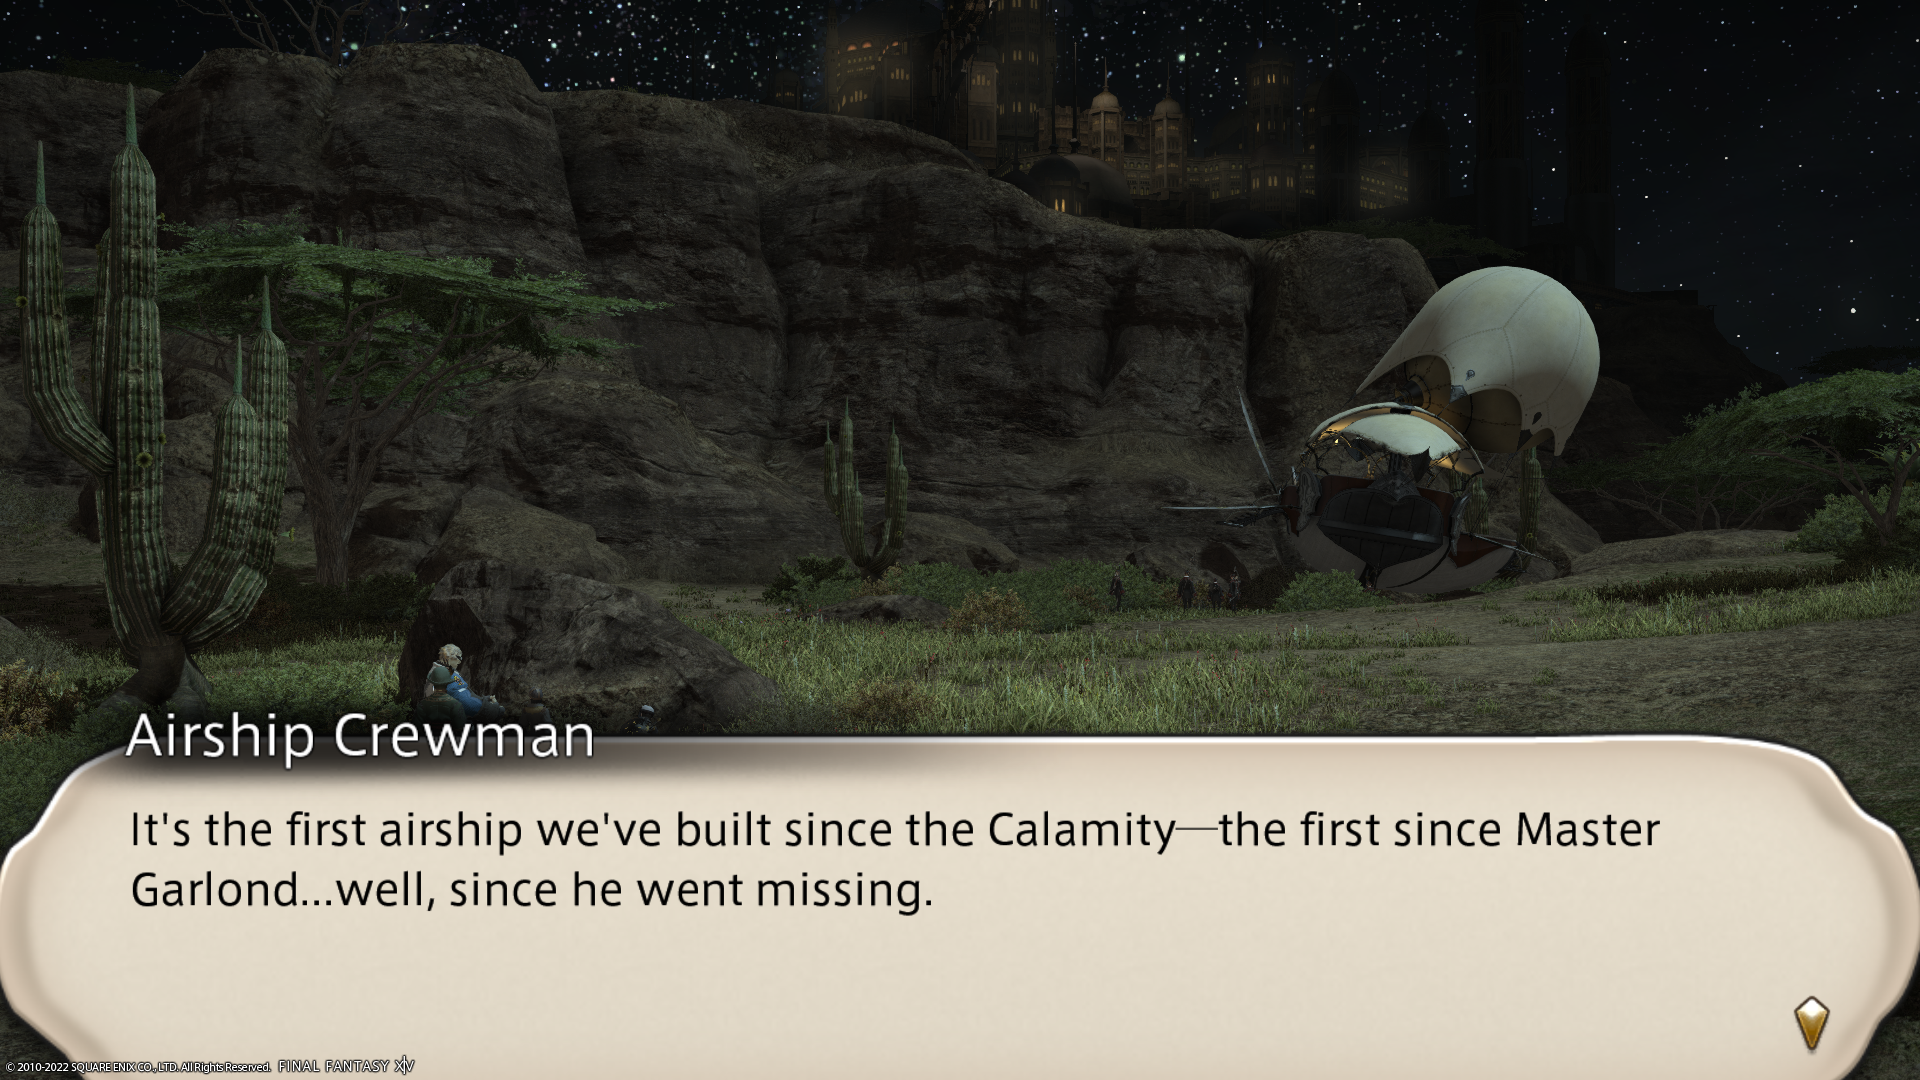 Airship Crewman
It's the first airship we've built since the Calamity—the first since Master
Garlond...well, since he went missing.
© 2010-2022 SQUARE ENIX CO., LTD. All Rights Reserved. FINAL FANTASY XIV